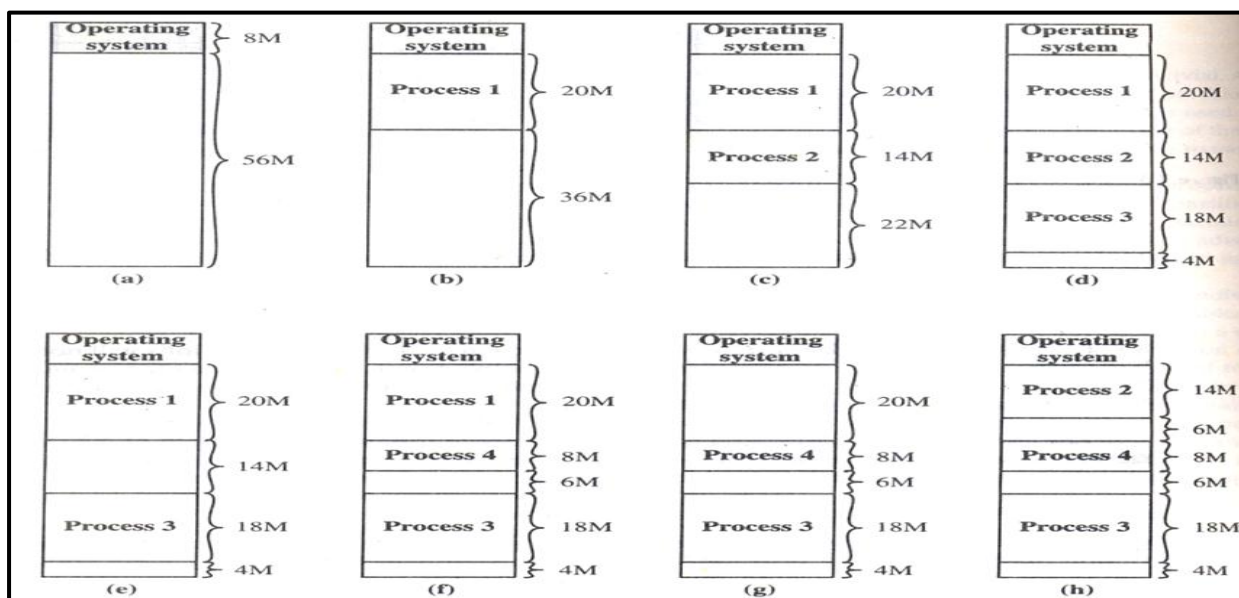 Operating
system
8M
56M
(a)
Operating
system
Process 1
20M
36M
(b)
Operating
system
Process 1
20M
Process 2
14M
22M
(c)
Operating
system
Process 1
20M
Process 2
14M
Process 3
18M
4M
(d)
Operating
system
Process 1
20M
14M
Process 3
18M
4M
(e)
Operating
system
Process 1
20M
Process 4
8M
6M
Process 3
18M
4M
(f)
Operating
system
20M
Process 4
8M
6M
Process 3
18M
4M
(g)
Operating
system
Process 2
14M
6M
Process 4
8M
6M
Process 3
18M
4M
(h)